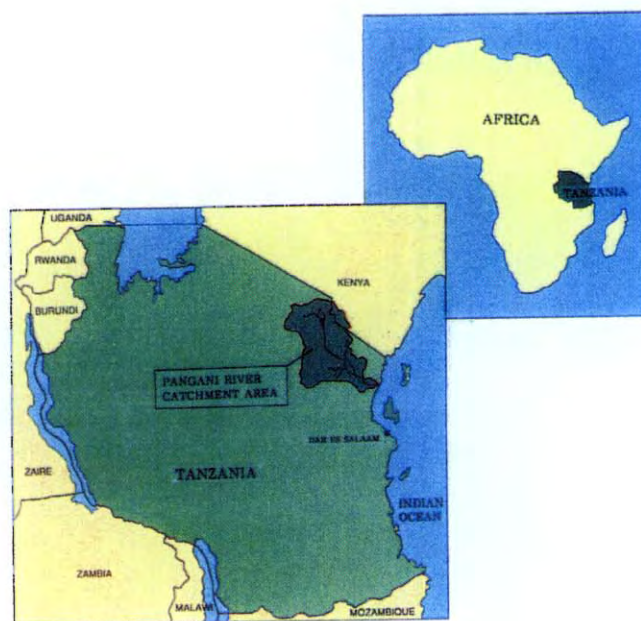 AFRICA
TANZANIA
UGANDA
RWANDA
BURUNDI
KENYA
PANGANI RIVER
CATCHMENT AREA
DAR ES SALAAM
ZAIRE
TANZANIA
INDIAN
OCEAN
ZAMBIA
MALAWI
MOZAMBIQUE